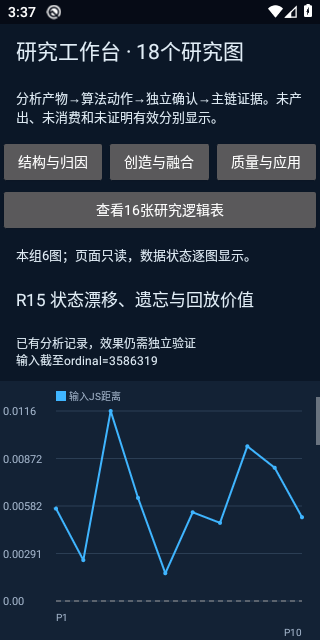 3:37
研究工作台 · 18个研究图
分析产物→算法动作→独立确认→主链证据。未产
出、未消费和未证明有效分别显示。
结构与归因 创造与融合 质量与应用
查看16张研究逻辑表
本组6图；页面只读，数据状态逐图显示。
R15 状态漂移、遗忘与回放价值
已有分析记录，效果仍需独立验证
输入截至ordinal=3586319
输入JS距离
0.0116
0.00872
0.00582
0.00291
0.00
P1
P10